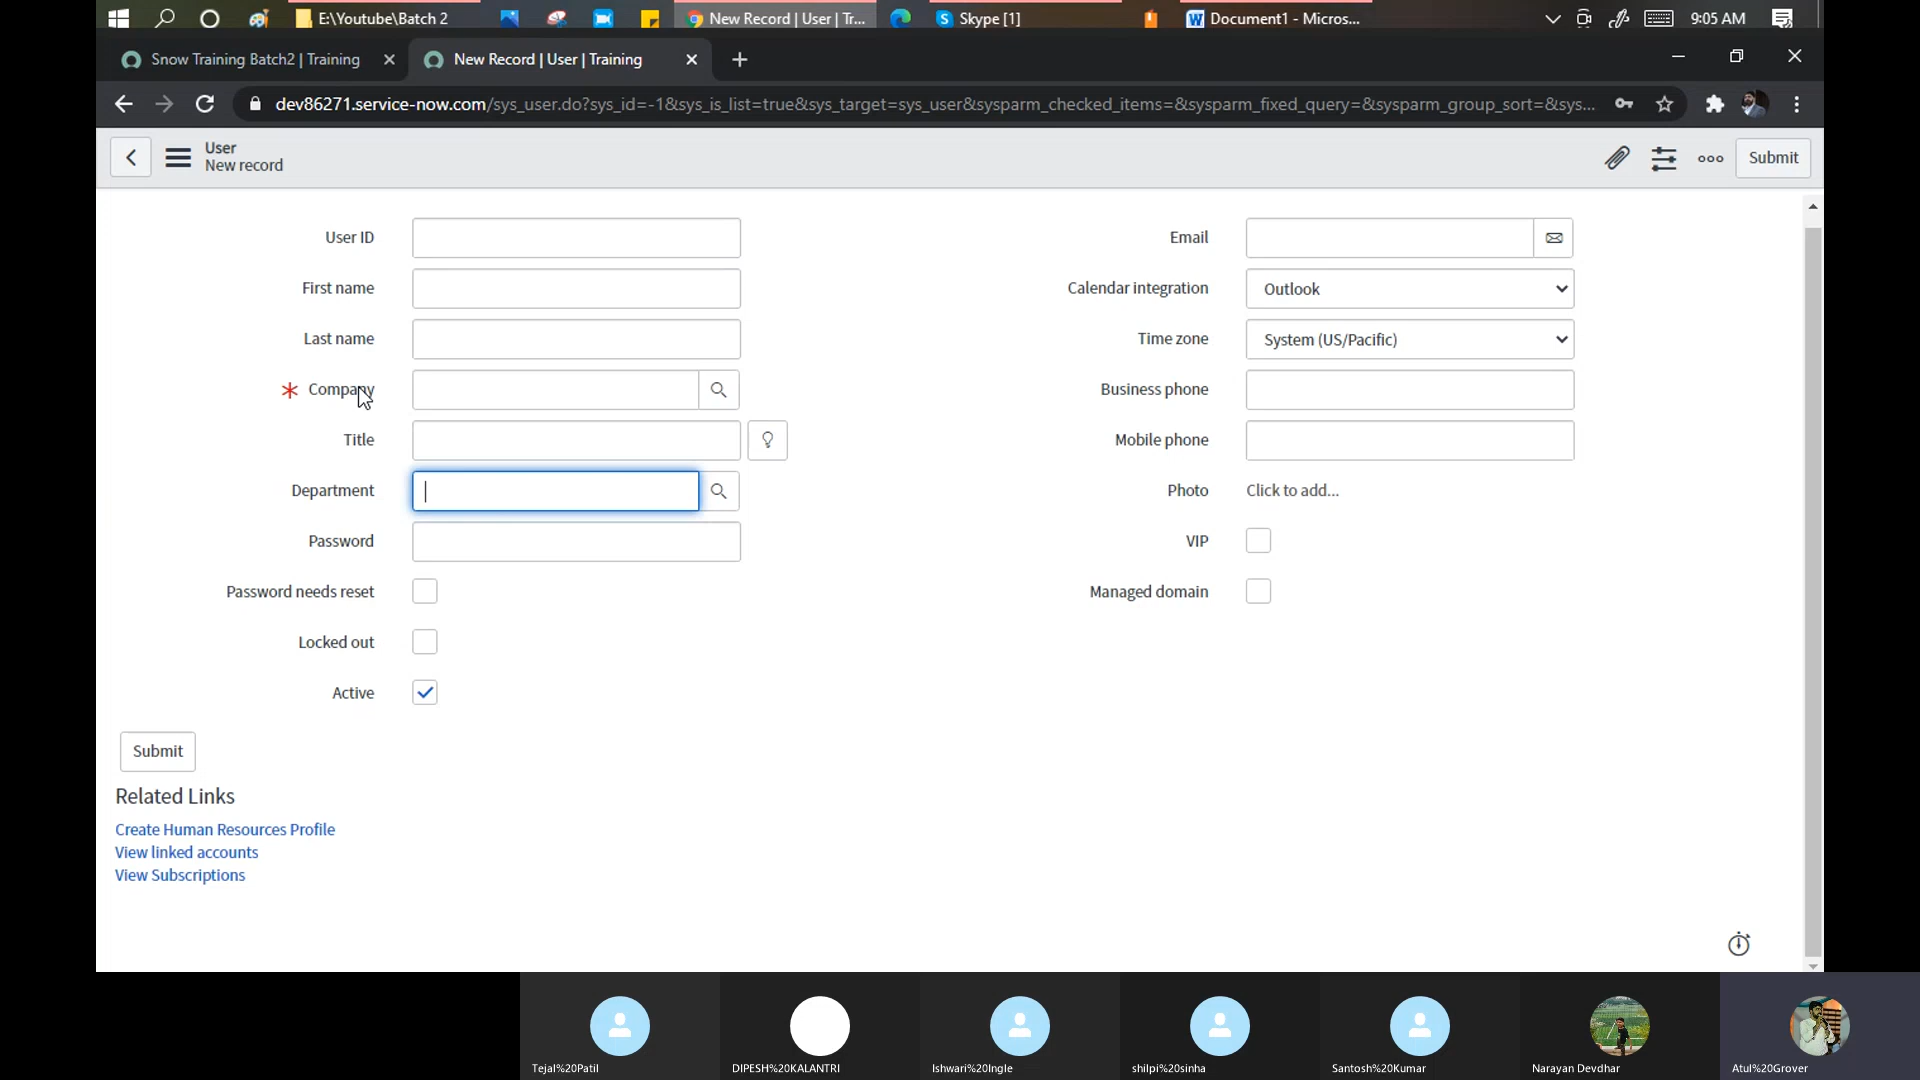 E:\Youtube\Batch 2
New Record | User | Tr...
Skype [1]
Document1 - Micros...
9:05 AM
Snow Training Batch2 | Training
New Record | User | Training
dev86271.service-now.com/sys_user.do?sys_id=-1&sys_is_list=true&sys_target=sys_user&sysparm_checked_items=&sysparm_fixed_query=&sysparm_group_sort=&sys...
User
New record
Submit
User ID
First name
Last name
Company
Title
Department
Password
Password needs reset
Locked out
Active
Email
Calendar integration
Outlook
Time zone
System (US/Pacific)
Business phone
Mobile phone
Photo
Click to add...
VIP
Managed domain
Submit
Related Links
Create Human Resources Profile
View linked accounts
View Subscriptions
Tejal%20Patil
DIPESH%20KALANTRI
Ishwari%20Ingle
shilpi%20sinha
Santosh%20Kumar
Narayan Devdhar
Atul%20Grover